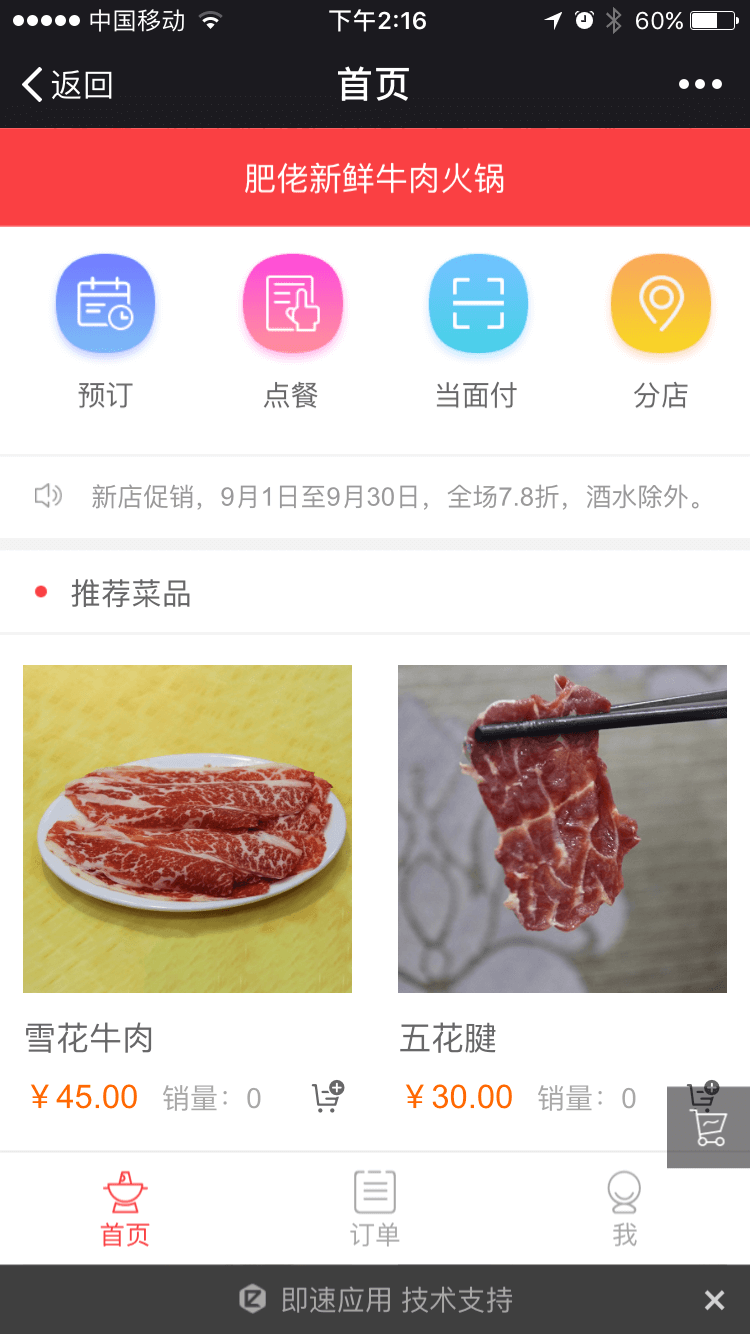 中国移动 下午2:16 60%
返回 首页
肥佬新鲜牛肉火锅
预订 点餐 当面付 分店
新店促销，9月1日至9月30日，全场7.8折，酒水除外。
推荐菜品
雪花牛肉 五花腱
￥45.00 销量：0 ￥30.00 销量：0
首页 订单 我
即速应用 技术支持